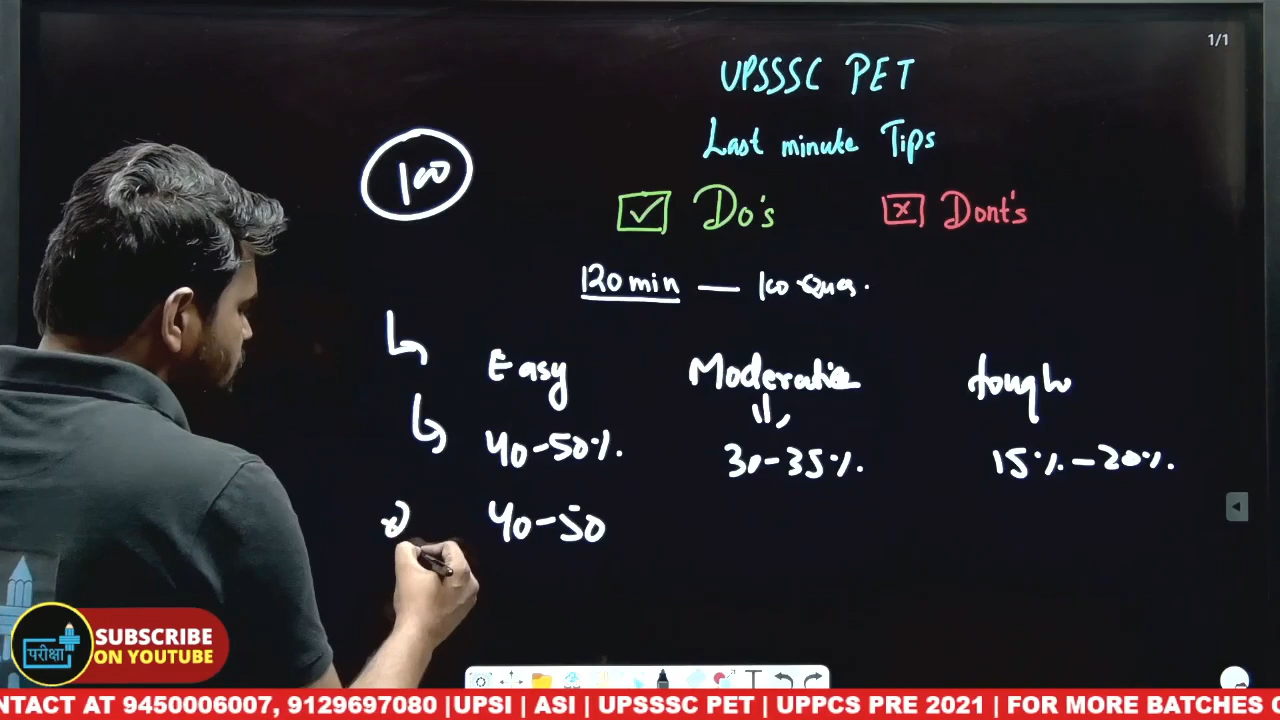 1/1
UPSSSC PET
Last minute Tips
100
Do's
Dont's
120 min — 100 Ques.
Easy
Moderate
tough
40-50%.
30-35%.
15%-20%.
40-50
परीक्षा
SUBSCRIBE
ON YOUTUBE
NTACT AT 9450006007, 9129697080 |UPSI | ASI | UPSSSC PET | UPPCS PRE 2021 | FOR MORE BATCHES